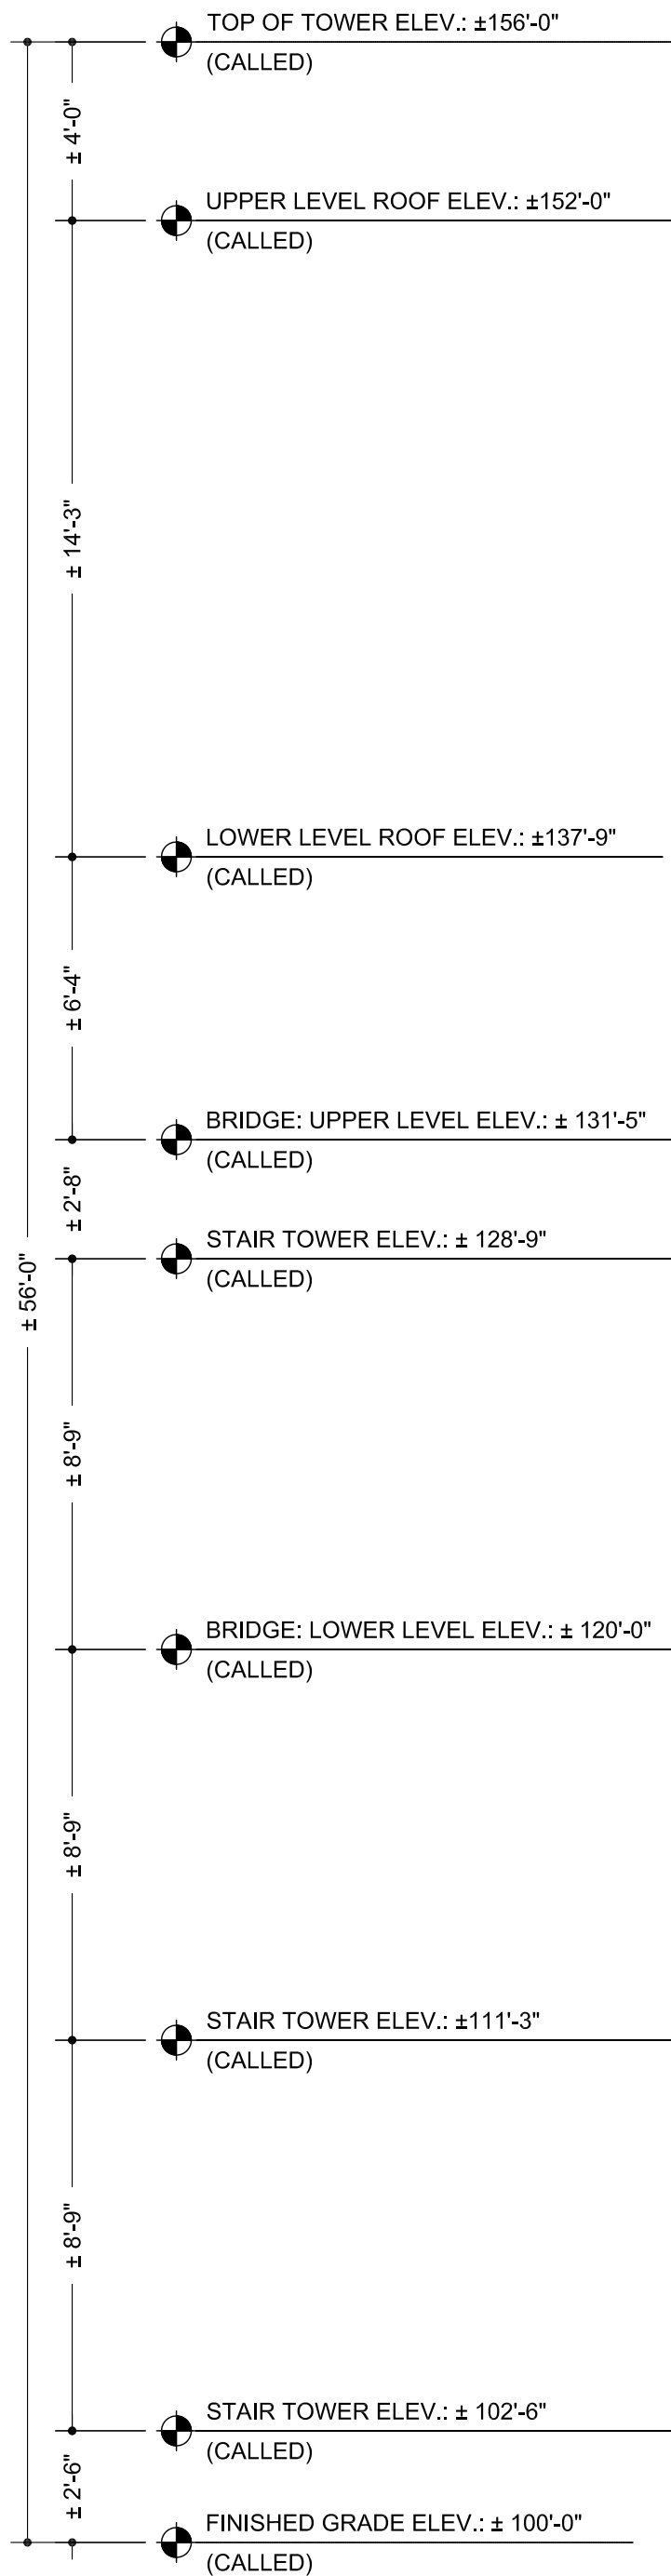 TOP OF TOWER ELEV.: ±156'-0"
(CALLED)
± 4'-0"
UPPER LEVEL ROOF ELEV.: ±152'-0"
(CALLED)
± 14'-3"
LOWER LEVEL ROOF ELEV.: ±137'-9"
(CALLED)
± 6'-4"
BRIDGE: UPPER LEVEL ELEV.: ± 131'-5"
(CALLED)
± 2'-8"
STAIR TOWER ELEV.: ± 128'-9"
(CALLED)
± 56'-0"
± 8'-9"
BRIDGE: LOWER LEVEL ELEV.: ± 120'-0"
(CALLED)
± 8'-9"
STAIR TOWER ELEV.: ±111'-3"
(CALLED)
± 8'-9"
STAIR TOWER ELEV.: ± 102'-6"
(CALLED)
± 2'-6"
FINISHED GRADE ELEV.: ± 100'-0"
(CALLED)